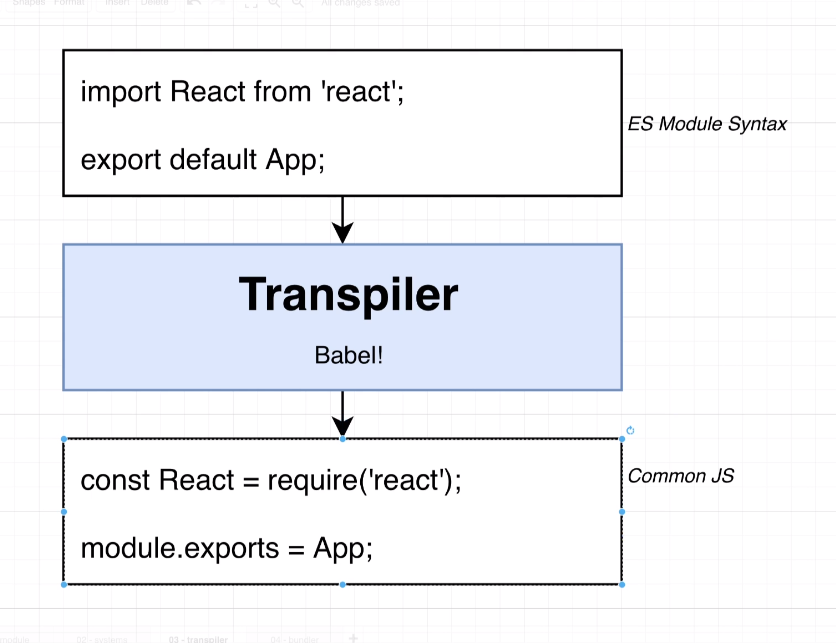 Shapes Format Insert Delete All changes saved
import React from 'react';
export default App;
ES Module Syntax
Transpiler
Babel!
const React = require('react');
module.exports = App;
Common JS
module 02 - systems 03 - transpiler 04 - bundler